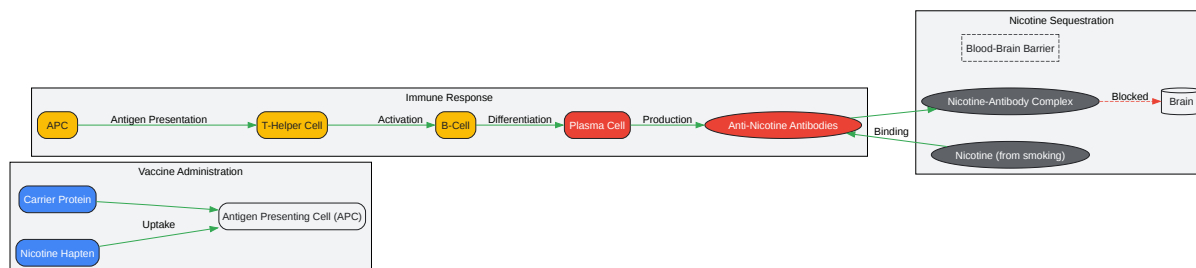 Nicotine Sequestration
Blood-Brain Barrier
Immune Response
APC
Antigen Presentation
T-Helper Cell
Activation
B-Cell
Differentiation
Plasma Cell
Production
Anti-Nicotine Antibodies
Nicotine-Antibody Complex
Blocked
Brain
Binding
Nicotine (from smoking)
Vaccine Administration
Carrier Protein
Antigen Presenting Cell (APC)
Uptake
Nicotine Hapten